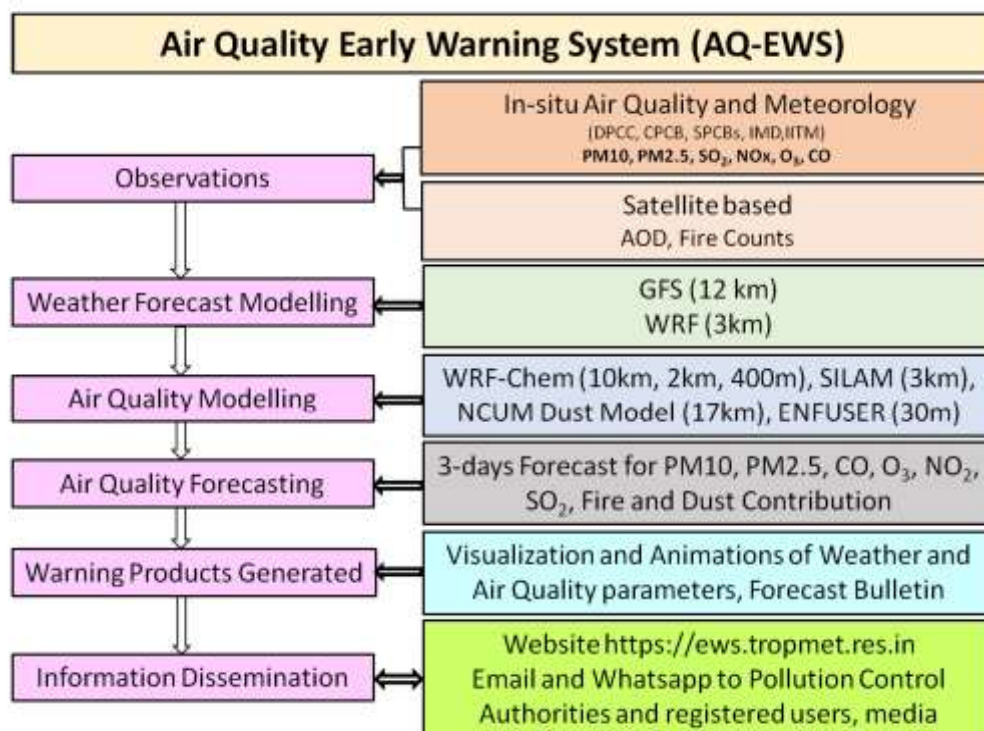 Air Quality Early Warning System (AQ-EWS)
In-situ Air Quality and Meteorology
(DPCC, CPCB, SPCBs, IMD,IITM)
PM10, PM2.5, SO₂, NOx, O₃, CO
Observations
Satellite based
AOD, Fire Counts
Weather Forecast Modelling
GFS (12 km)
WRF (3km)
Air Quality Modelling
WRF-Chem (10km, 2km, 400m), SILAM (3km),
NCUM Dust Model (17km), ENFUSER (30m)
Air Quality Forecasting
3-days Forecast for PM10, PM2.5, CO, O₃, NO₂,
SO₂, Fire and Dust Contribution
Warning Products Generated
Visualization and Animations of Weather and
Air Quality parameters, Forecast Bulletin
Information Dissemination
Website https://ews.tropmet.res.in
Email and Whatsapp to Pollution Control
Authorities and registered users, media